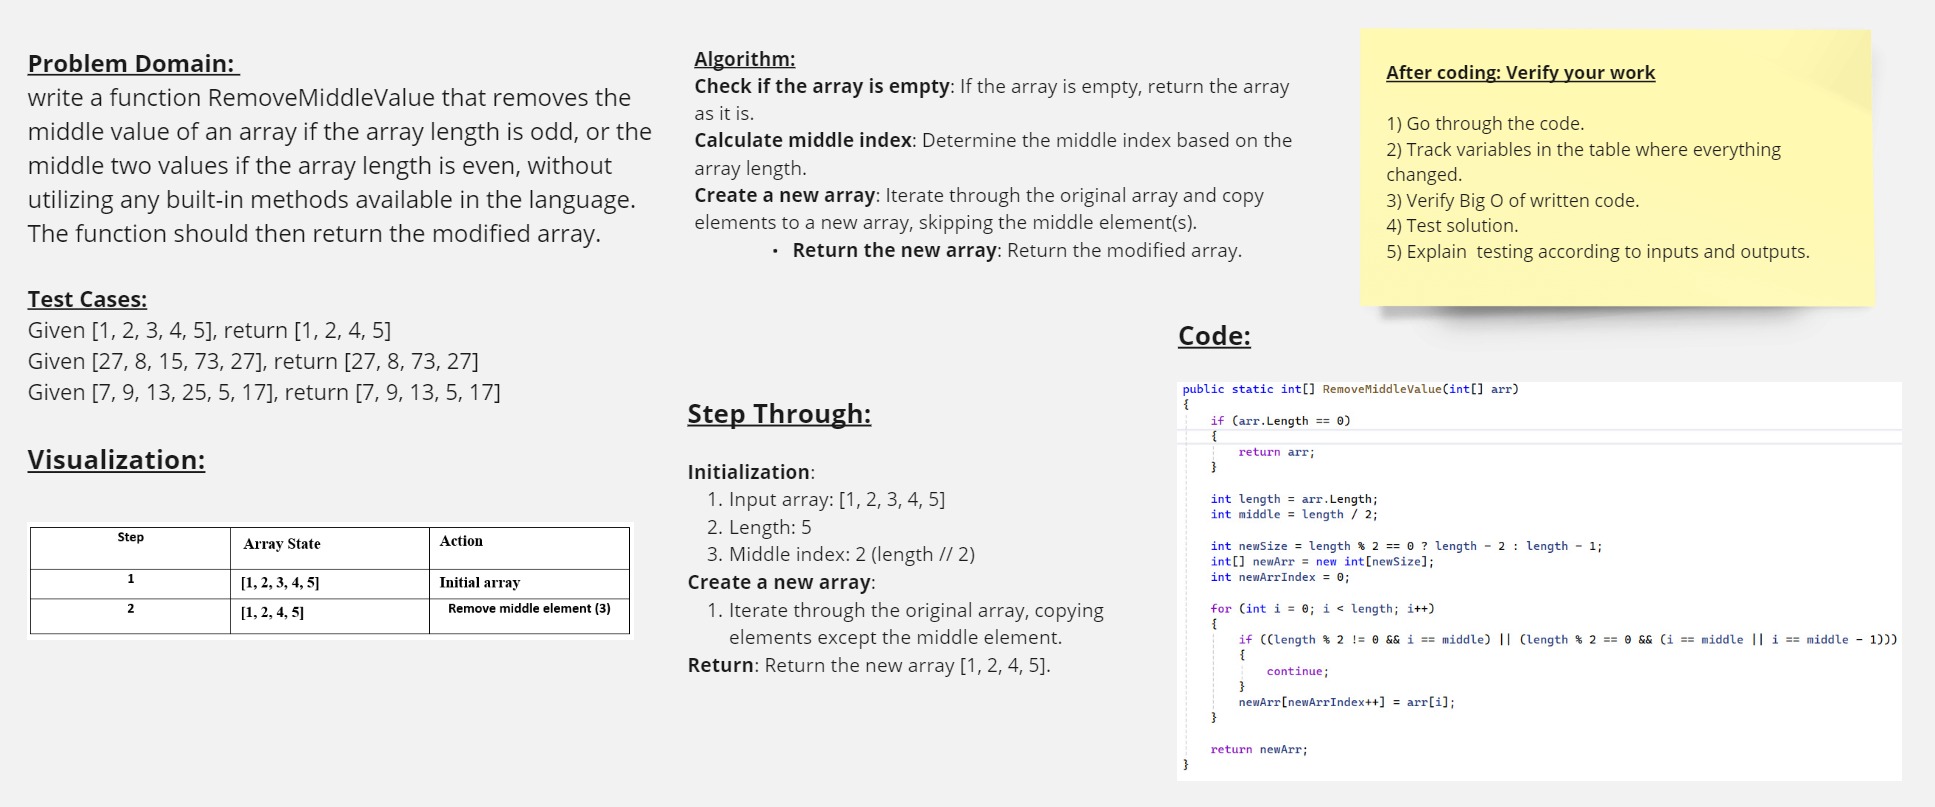 Problem Domain:
write a function RemoveMiddleValue that removes the
middle value of an array if the array length is odd, or the
middle two values if the array length is even, without
utilizing any built-in methods available in the language.
The function should then return the modified array.
Test Cases:
Given [1, 2, 3, 4, 5], return [1, 2, 4, 5]
Given [27, 8, 15, 73, 27], return [27, 8, 73, 27]
Given [7, 9, 13, 25, 5, 17], return [7, 9, 13, 5, 17]
Visualization:
Step Array State Action
1 [1, 2, 3, 4, 5] Initial array
2 [1, 2, 4, 5] Remove middle element (3)
Algorithm:
Check if the array is empty: If the array is empty, return the array
as it is.
Calculate middle index: Determine the middle index based on the
array length.
Create a new array: Iterate through the original array and copy
elements to a new array, skipping the middle element(s).
• Return the new array: Return the modified array.
Step Through:
Initialization:
1. Input array: [1, 2, 3, 4, 5]
2. Length: 5
3. Middle index: 2 (length // 2)
Create a new array:
1. Iterate through the original array, copying
elements except the middle element.
Return: Return the new array [1, 2, 4, 5].
After coding: Verify your work
1) Go through the code.
2) Track variables in the table where everything
changed.
3) Verify Big O of written code.
4) Test solution.
5) Explain  testing according to inputs and outputs.
Code:
public static int[] RemoveMiddleValue(int[] arr)
{
if (arr.Length == 0)
{
return arr;
}
int length = arr.Length;
int middle = length / 2;
int newSize = length % 2 == 0 ? length - 2 : length - 1;
int[] newArr = new int[newSize];
int newArrIndex = 0;
for (int i = 0; i < length; i++)
{
if ((length % 2 != 0 && i == middle) || (length % 2 == 0 && (i == middle || i == middle - 1)))
{
continue;
}
newArr[newArrIndex++] = arr[i];
}
return newArr;
}